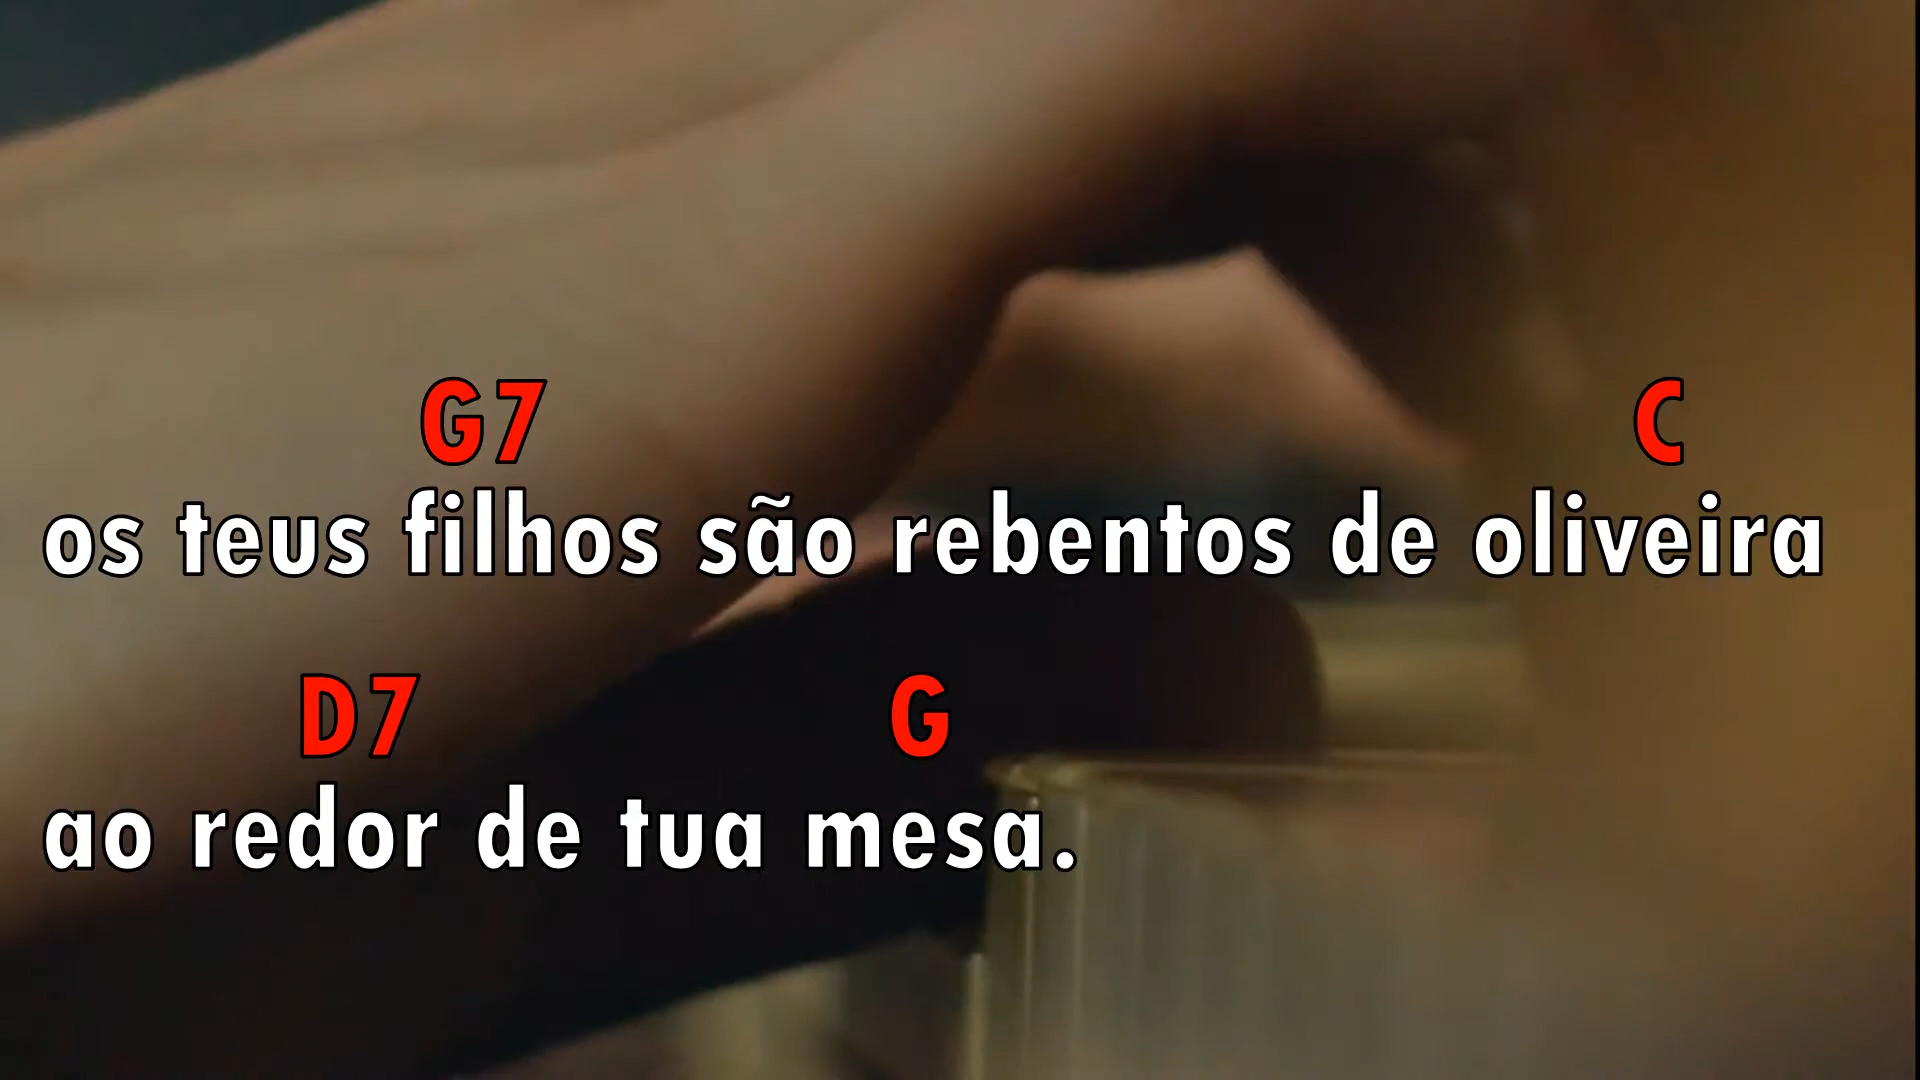 G7 C
os teus filhos são rebentos de oliveira
D7 G
ao redor de tua mesa.